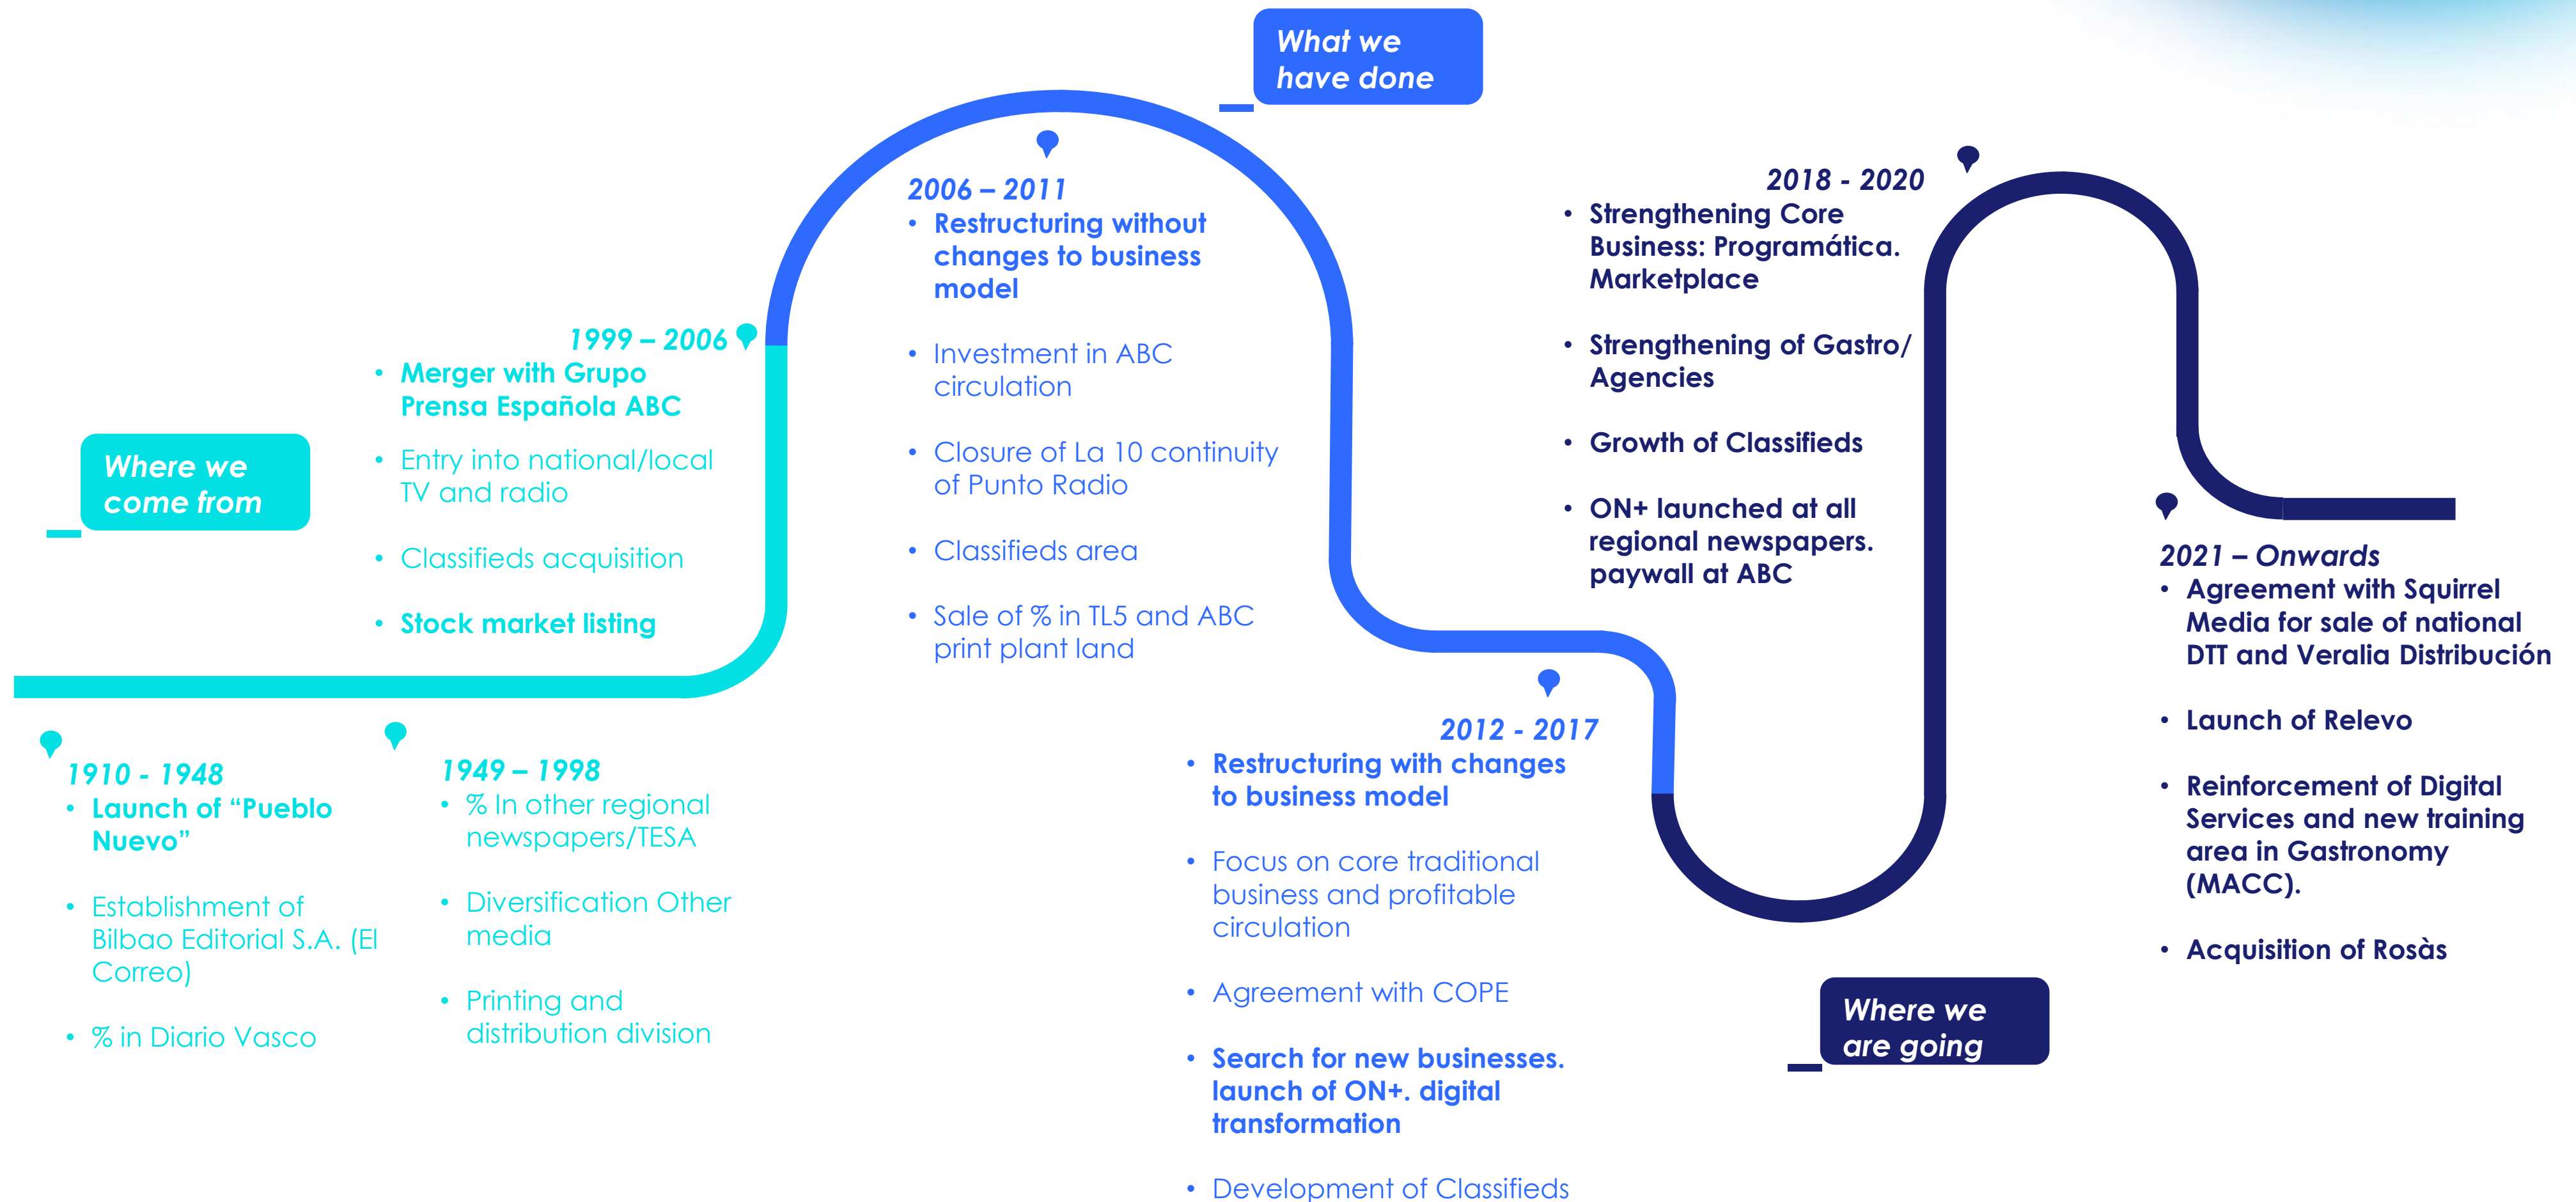 Where we
come from
1910 - 1948
• Launch of “Pueblo
Nuevo”
• Establishment of
Bilbao Editorial S.A. (El
Correo)
• % in Diario Vasco
1949 – 1998
• % In other regional
newspapers/TESA
• Diversification Other
media
• Printing and
distribution division
1999 – 2006
• Merger with Grupo
Prensa Española ABC
• Entry into national/local
TV and radio
• Classifieds acquisition
• Stock market listing
What we
have done
2006 – 2011
• Restructuring without
changes to business
model
• Investment in ABC
circulation
• Closure of La 10 continuity
of Punto Radio
• Classifieds area
• Sale of % in TL5 and ABC
print plant land
2012 - 2017
• Restructuring with changes
to business model
• Focus on core traditional
business and profitable
circulation
• Agreement with COPE
• Search for new businesses.
launch of ON+. digital
transformation
• Development of Classifieds
Where we
are going
2018 - 2020
• Strengthening Core
Business: Programática.
Marketplace
• Strengthening of Gastro/
Agencies
• Growth of Classifieds
• ON+ launched at all
regional newspapers.
paywall at ABC
2021 – Onwards
• Agreement with Squirrel
Media for sale of national
DTT and Veralia Distribución
• Launch of Relevo
• Reinforcement of Digital
Services and new training
area in Gastronomy
(MACC).
• Acquisition of Rosàs